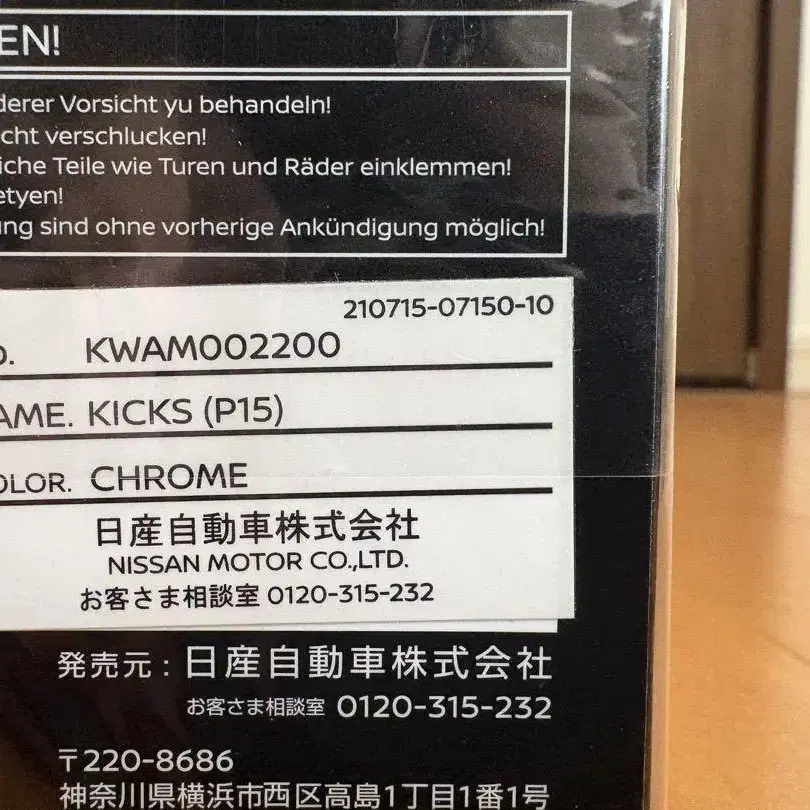 EN!
derer Vorsicht yu behandeln!
cht verschlucken!
iche Teile wie Turen und Räder einklemmen!
etyen!
ung sind ohne vorherige Ankündigung möglich!
210715-07150-10
O. KWAM002200
AME. KICKS (P15)
OLOR. CHROME
日産自動車株式会社
NISSAN MOTOR CO.,LTD.
お客さま相談室 0120-315-232
発売元：日産自動車株式会社
お客さま相談室 0120-315-232
〒220-8686
神奈川県横浜市西区高島1丁目1番1号